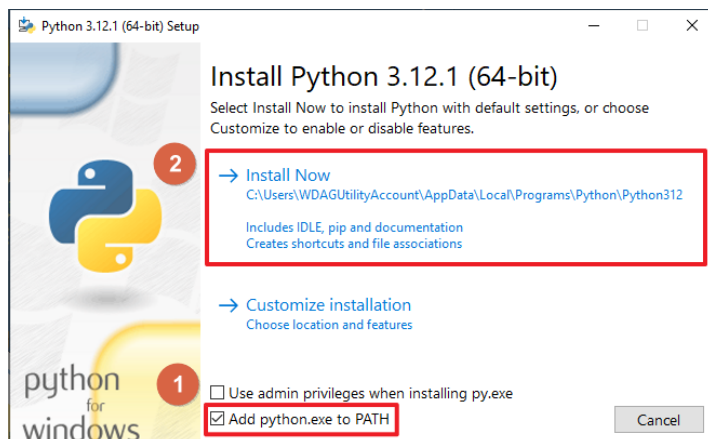 Python 3.12.1 (64-bit) Setup
Install Python 3.12.1 (64-bit)
Select Install Now to install Python with default settings, or choose
Customize to enable or disable features.
2
Install Now
C:\Users\WDAGUtilityAccount\AppData\Local\Programs\Python\Python312
Includes IDLE, pip and documentation
Creates shortcuts and file associations
Customize installation
Choose location and features
python
for
windows
1
Use admin privileges when installing py.exe
Add python.exe to PATH
Cancel